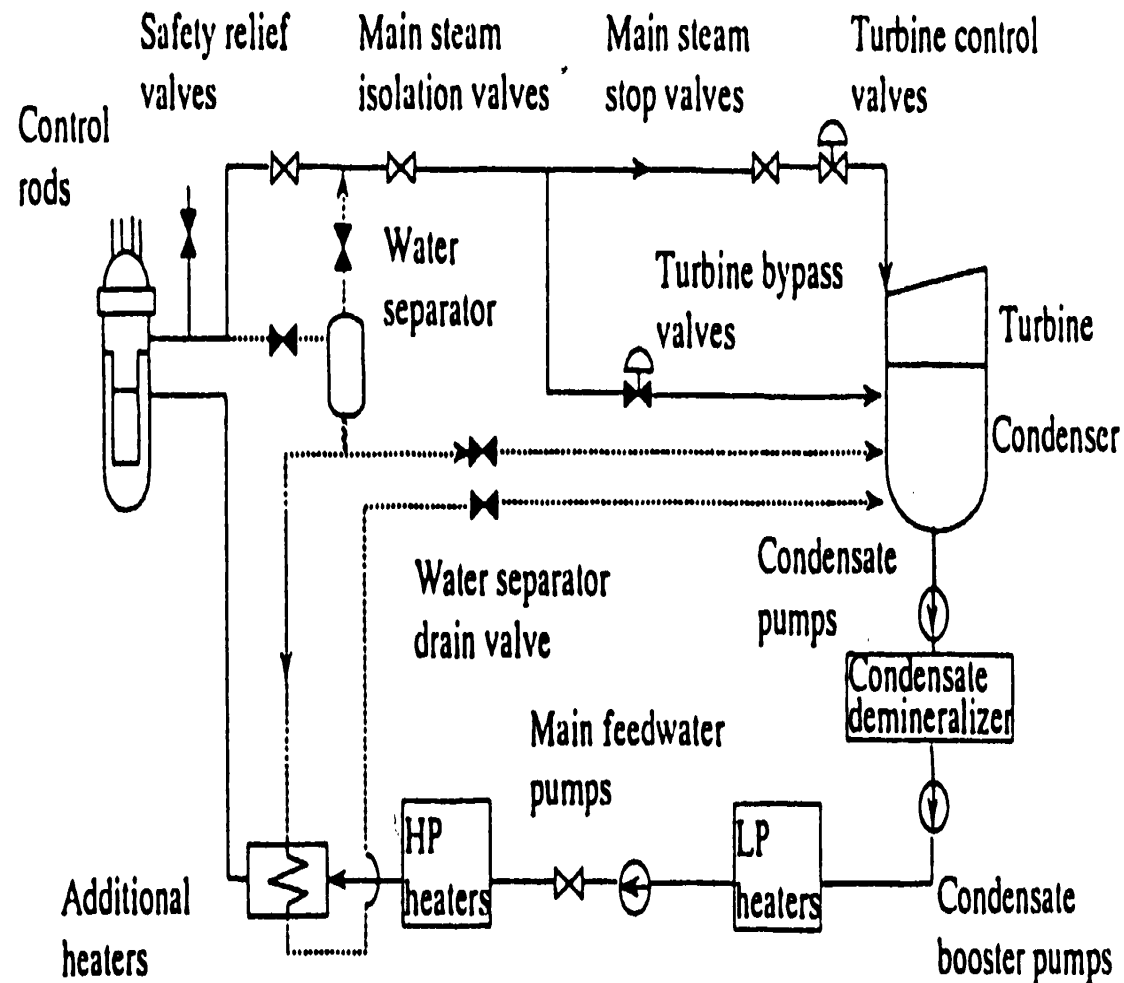 Safety relief
valves
Main steam
isolation valves
Main steam
stop valves
Turbine control
valves
Control
rods
Water
separator
Turbine bypass
valves
Turbine
Condenser
Water separator
drain valve
Condensate
pumps
Condensate
demineralizer
Main feedwater
pumps
HP
heaters
LP
heaters
Additional
heaters
Condensate
booster pumps